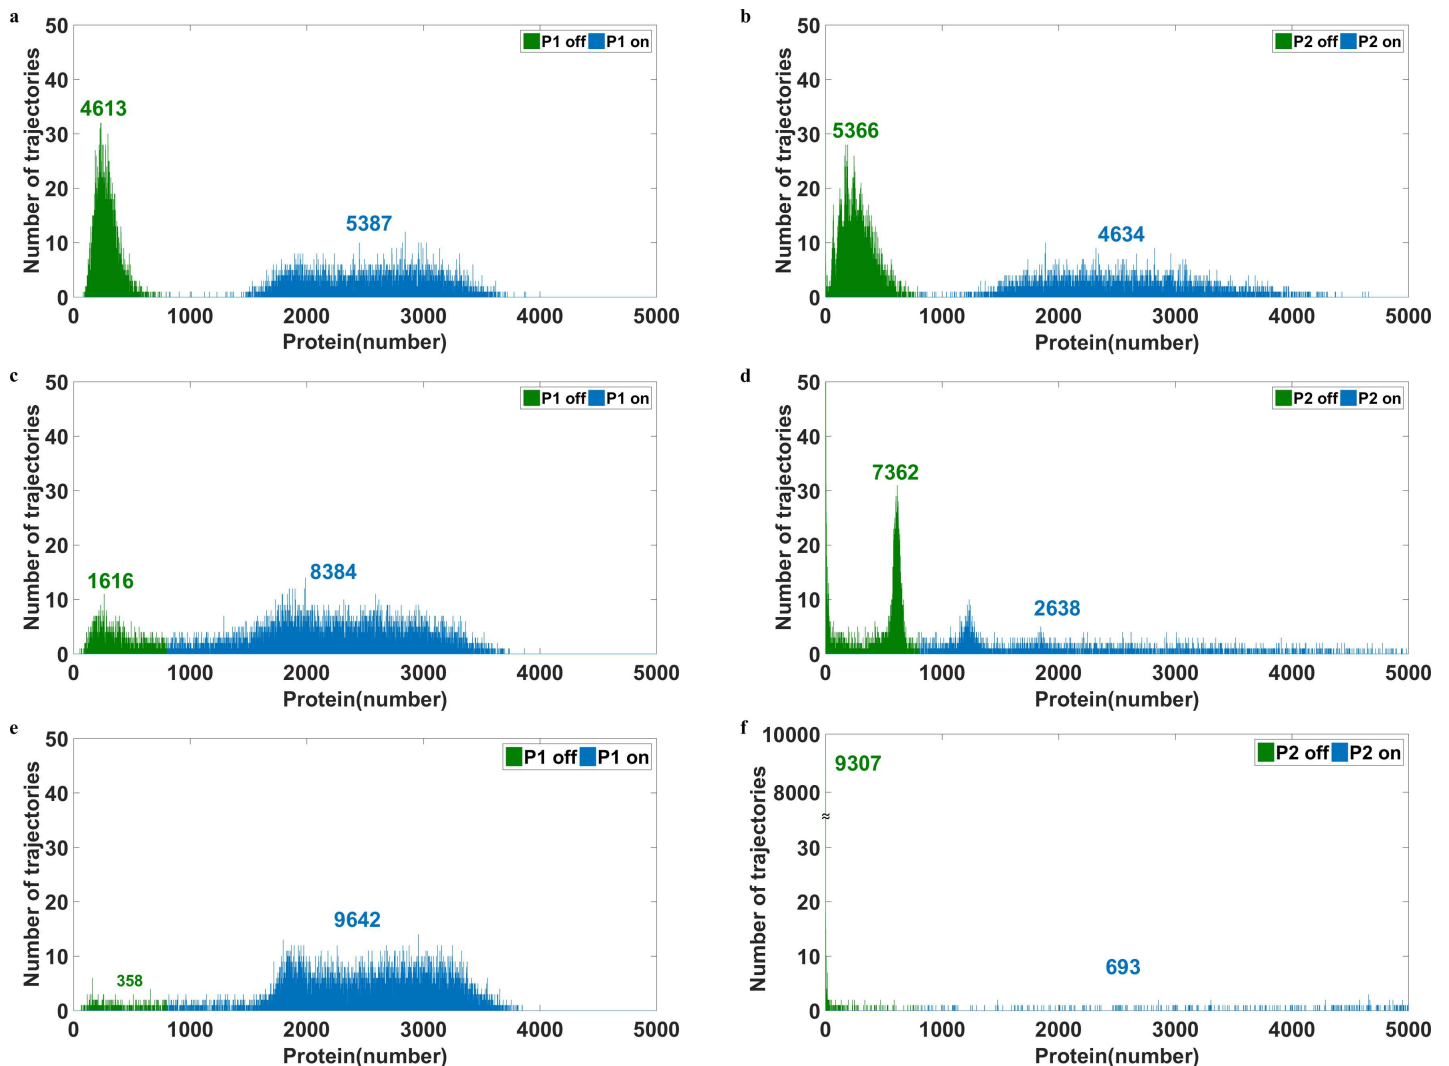 a
50
40
30
20
10
0
Number of trajectories
P1 off P1 on
4613
5387
0 1000 2000 3000 4000 5000
Protein(number)
b
50
40
30
20
10
0
Number of trajectories
P2 off P2 on
5366
4634
0 1000 2000 3000 4000 5000
Protein(number)
c
50
40
30
20
10
0
Number of trajectories
P1 off P1 on
1616
8384
0 1000 2000 3000 4000 5000
Protein(number)
d
50
40
30
20
10
0
Number of trajectories
P2 off P2 on
7362
2638
0 1000 2000 3000 4000 5000
Protein(number)
e
50
40
30
20
10
0
Number of trajectories
P1 off P1 on
358
9642
0 1000 2000 3000 4000 5000
Protein(number)
f
10000
8000
≈
30
20
10
0
Number of trajectories
P2 off P2 on
9307
693
0 1000 2000 3000 4000 5000
Protein(number)